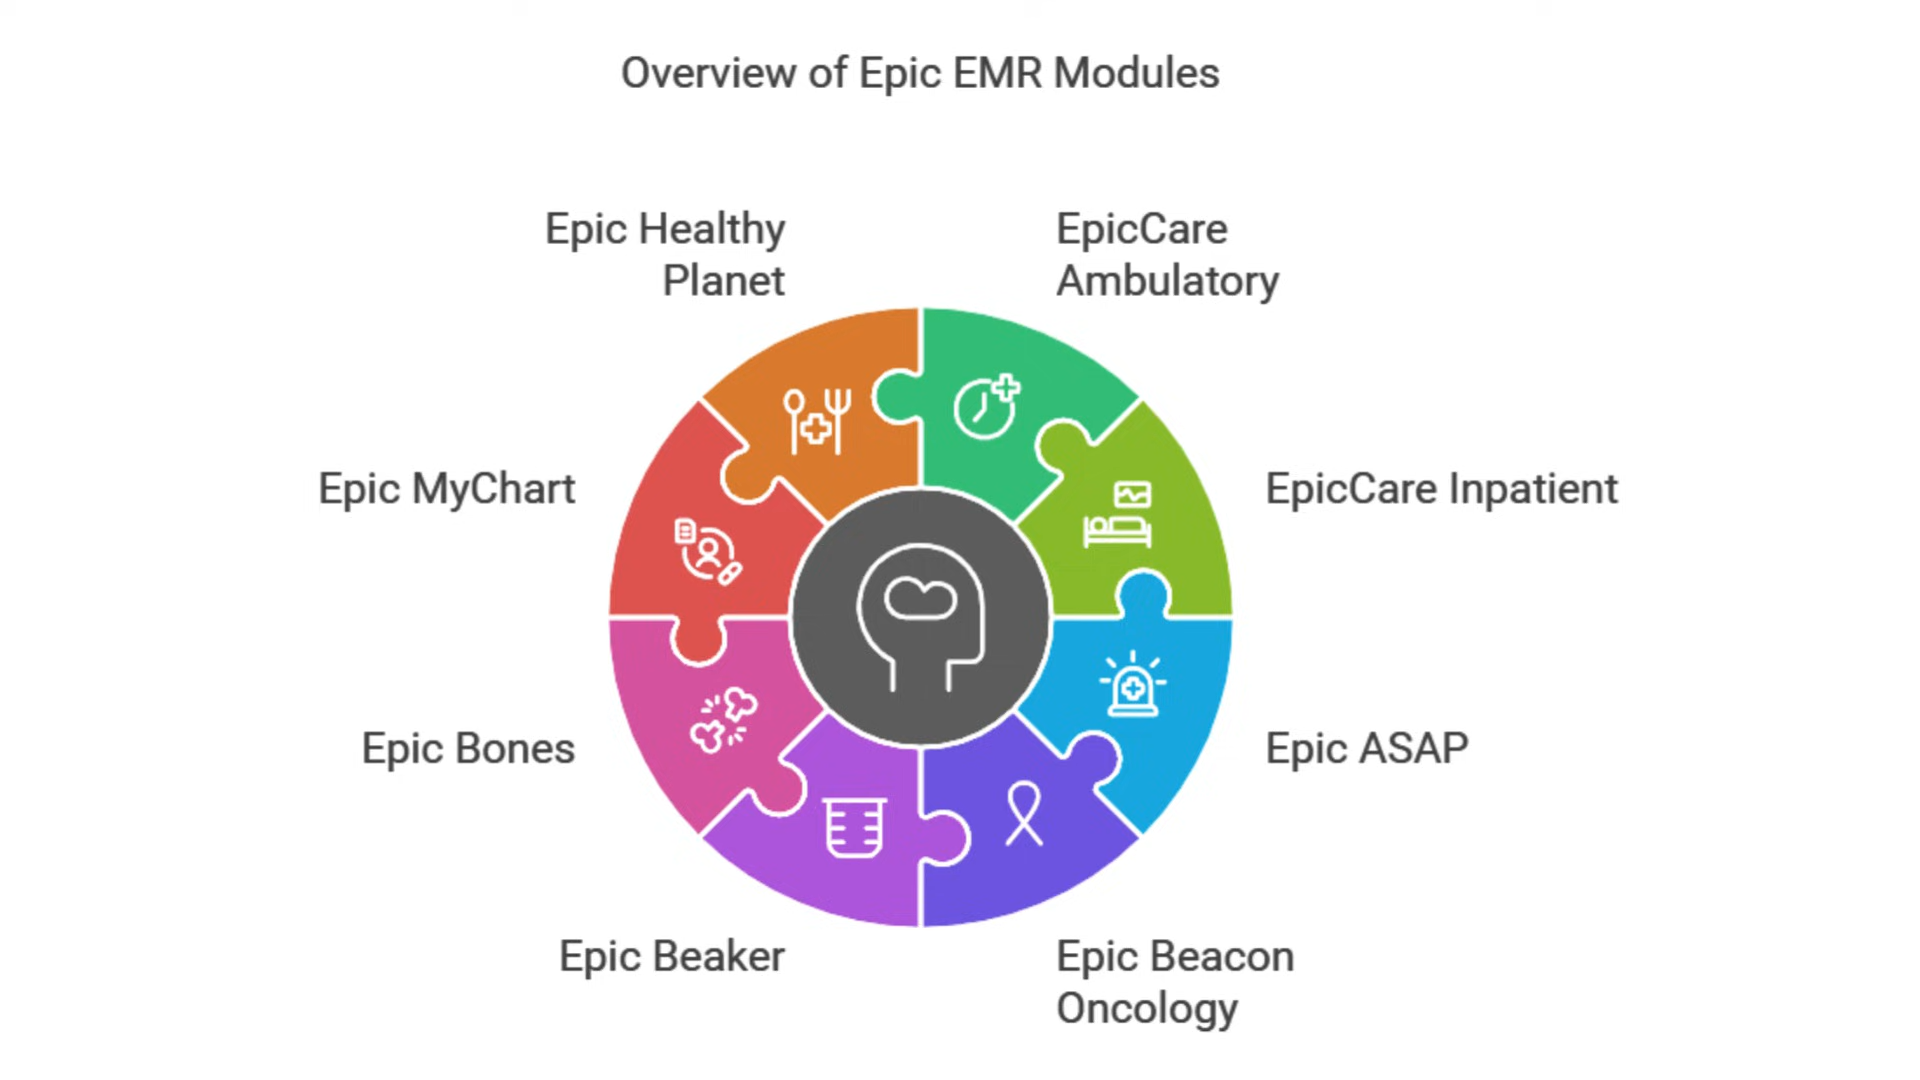 Overview of Epic EMR Modules
Epic Healthy
Planet
EpicCare
Ambulatory
Epic MyChart
EpicCare Inpatient
Epic Bones
Epic ASAP
Epic Beaker
Epic Beacon
Oncology